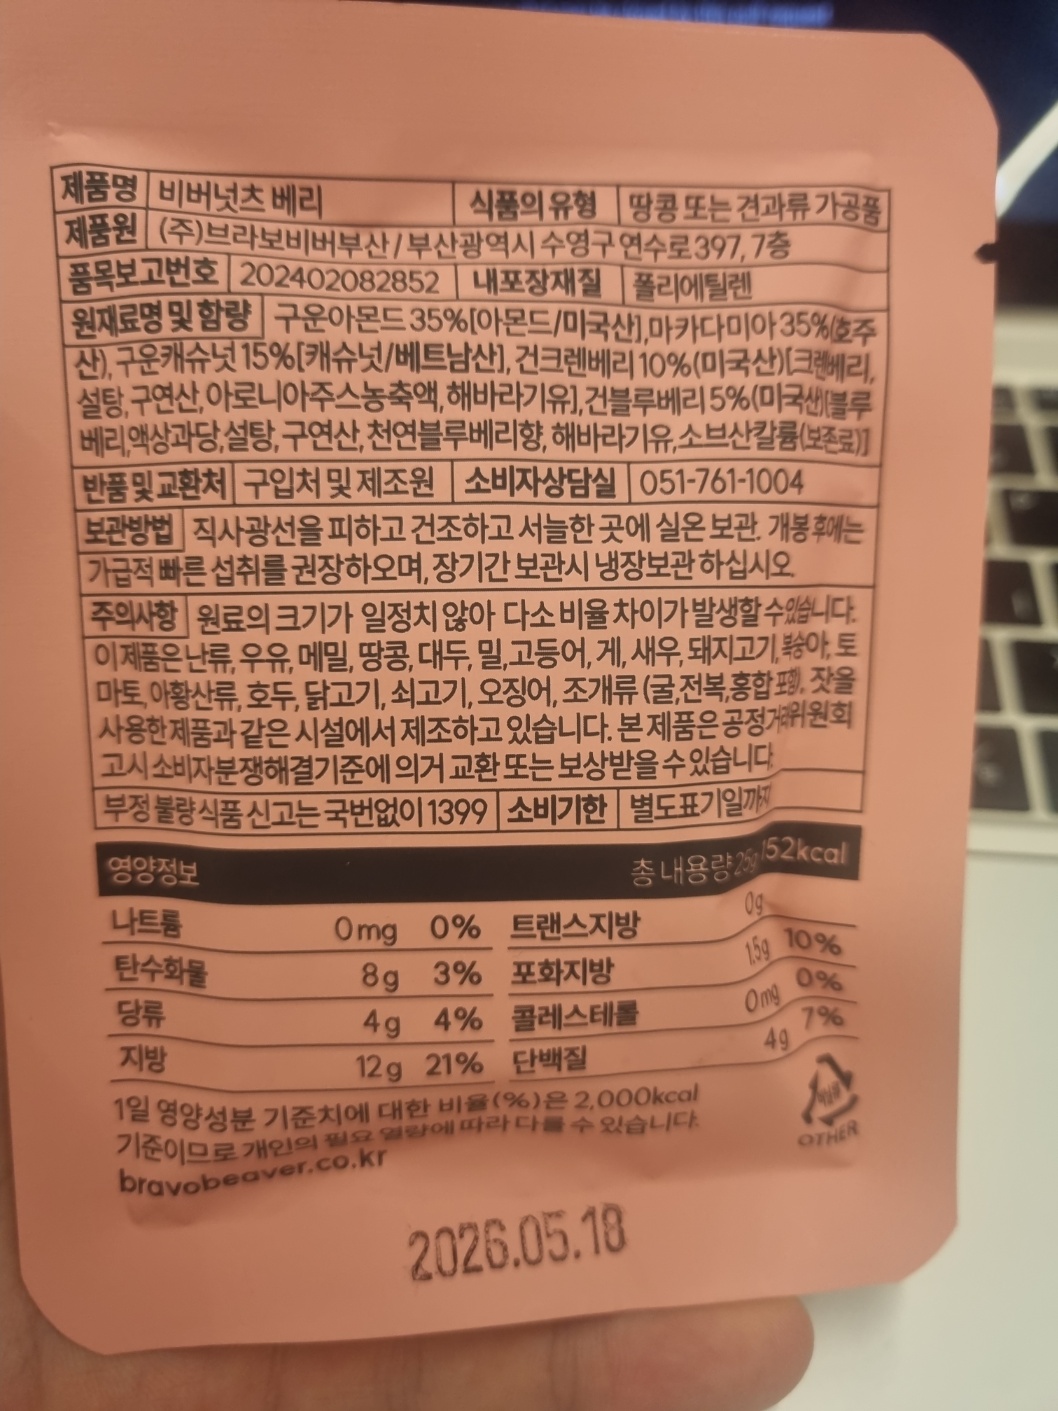 제품명 비버넛츠 베리 식품의 유형 땅콩 또는 견과류 가공품
제품원 (주)브라보비버부산/부산광역시 수영구 연수로 397, 7층
품목보고번호 202402082852 내포장재질 폴리에틸렌
원재료명 및 함량 구운아몬드 35%[아몬드/미국산],마카다미아 35%(호주
산), 구운캐슈넛 15%[캐슈넛/베트남산], 건크렌베리 10%(미국산)[크렌베리,
설탕, 구연산, 아로니아주스농축액, 해바라기유], 건블루베리 5%(미국산)[블루
베리,액상과당,설탕, 구연산, 천연블루베리향, 해바라기유, 소브산칼륨(보존료)]
반품 및 교환처 구입처 및 제조원 소비자상담실 051-761-1004
보관방법 직사광선을 피하고 건조하고 서늘한 곳에 실온 보관. 개봉 후에는
가급적 빠른 섭취를 권장하오며, 장기간 보관시 냉장보관 하십시오.
주의사항 원료의 크기가 일정치 않아 다소 비율 차이가 발생할 수 있습니다.
이 제품은 난류, 우유, 메밀, 땅콩, 대두, 밀, 고등어, 게, 새우, 돼지고기, 복숭아, 토
마토, 아황산류, 호두, 닭고기, 쇠고기, 오징어, 조개류 (굴,전복,홍합 포함), 잣을
사용한 제품과 같은 시설에서 제조하고 있습니다. 본 제품은 공정거래위원회
고시 소비자분쟁해결기준에 의거 교환 또는 보상받을 수 있습니다.
부정 불량식품 신고는 국번없이 1399 소비기한 별도표기일까지
영양정보 총 내용량 25g 152kcal
나트륨 0mg 0% 트랜스지방 0g
탄수화물 8g 3% 포화지방 1.5g 10%
당류 4g 4% 콜레스테롤 0mg 0%
지방 12g 21% 단백질 4g 7%
1일 영양성분 기준치에 대한 비율(%)은 2,000kcal
기준이므로 개인의 필요 열량에 따라 다를 수 있습니다.
bravobeaver.co.kr
OTHER
2026.05.18